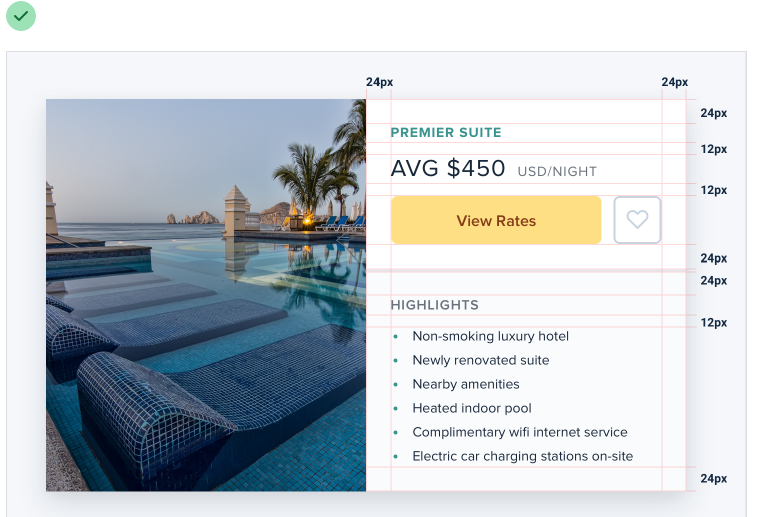 24px
24px
24px
PREMIER SUITE
12px
AVG $450 USD/NIGHT
12px
View Rates
24px
24px
HIGHLIGHTS
12px
Non-smoking luxury hotel
Newly renovated suite
Nearby amenities
Heated indoor pool
Complimentary wifi internet service
Electric car charging stations on-site
24px